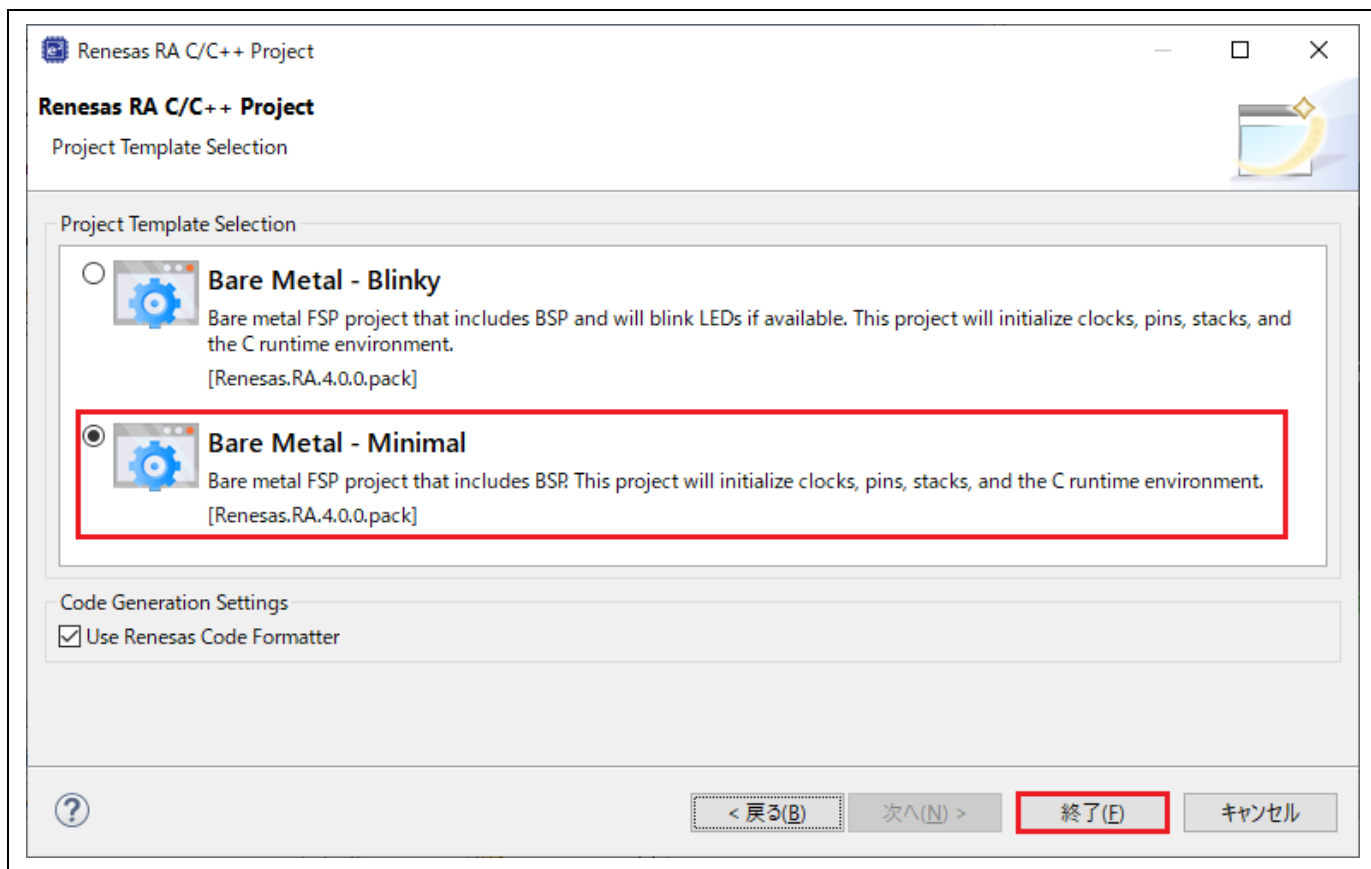 Renesas RA C/C++ Project
Renesas RA C/C++ Project
Project Template Selection
Project Template Selection
Bare Metal - Blinky
Bare metal FSP project that includes BSP and will blink LEDs if available. This project will initialize clocks, pins, stacks, and
the C runtime environment.
[Renesas.RA.4.0.0.pack]
Bare Metal - Minimal
Bare metal FSP project that includes BSP. This project will initialize clocks, pins, stacks, and the C runtime environment.
[Renesas.RA.4.0.0.pack]
Code Generation Settings
Use Renesas Code Formatter
< 戻る(B) 次へ(N) > 終了(F) キャンセル